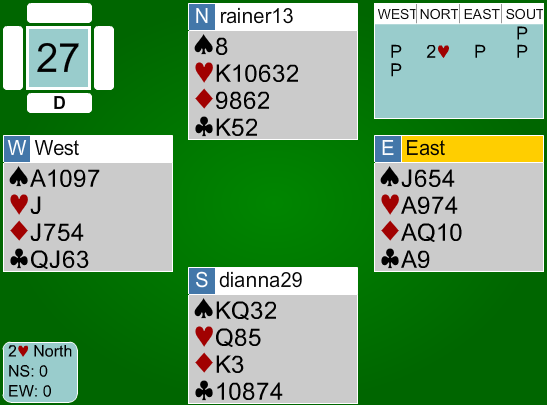 N rainer13
♠8
♥K10632
♦9862
♣K52
27
D
WEST NORT EAST SOUT
P
P 2♥ P P
P
W West
♠A1097
♥J
♦J754
♣QJ63
E East
♠J654
♥A974
♦AQ10
♣A9
S dianna29
♠KQ32
♥Q85
♦K3
♣10874
2♥ North
NS: 0
EW: 0